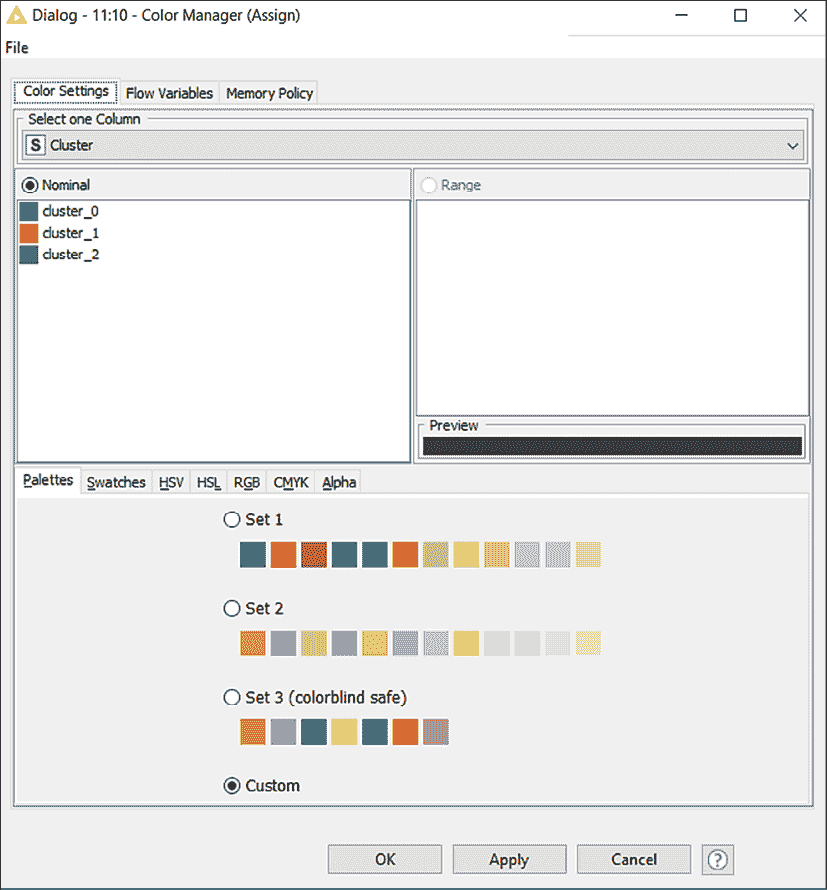 Dialog - 11:10 - Color Manager (Assign)
File
Color Settings Flow Variables Memory Policy
Select one Column
S Cluster
Nominal
Range
cluster_0
cluster_1
cluster_2
Preview
Palettes Swatches HSV HSL RGB CMYK Alpha
Set 1
Set 2
Set 3 (colorblind safe)
Custom
OK Apply Cancel ?